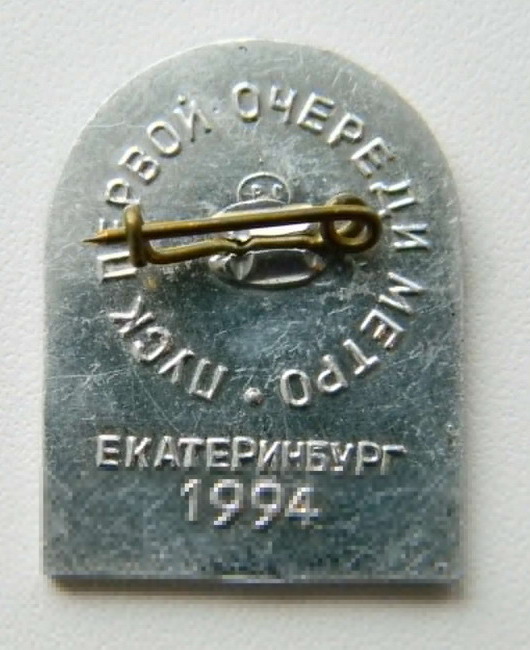 ПУСК ПЕРВОЙ ОЧЕРЕДИ МЕТРО •
ЕКАТЕРИНБУРГ
1994